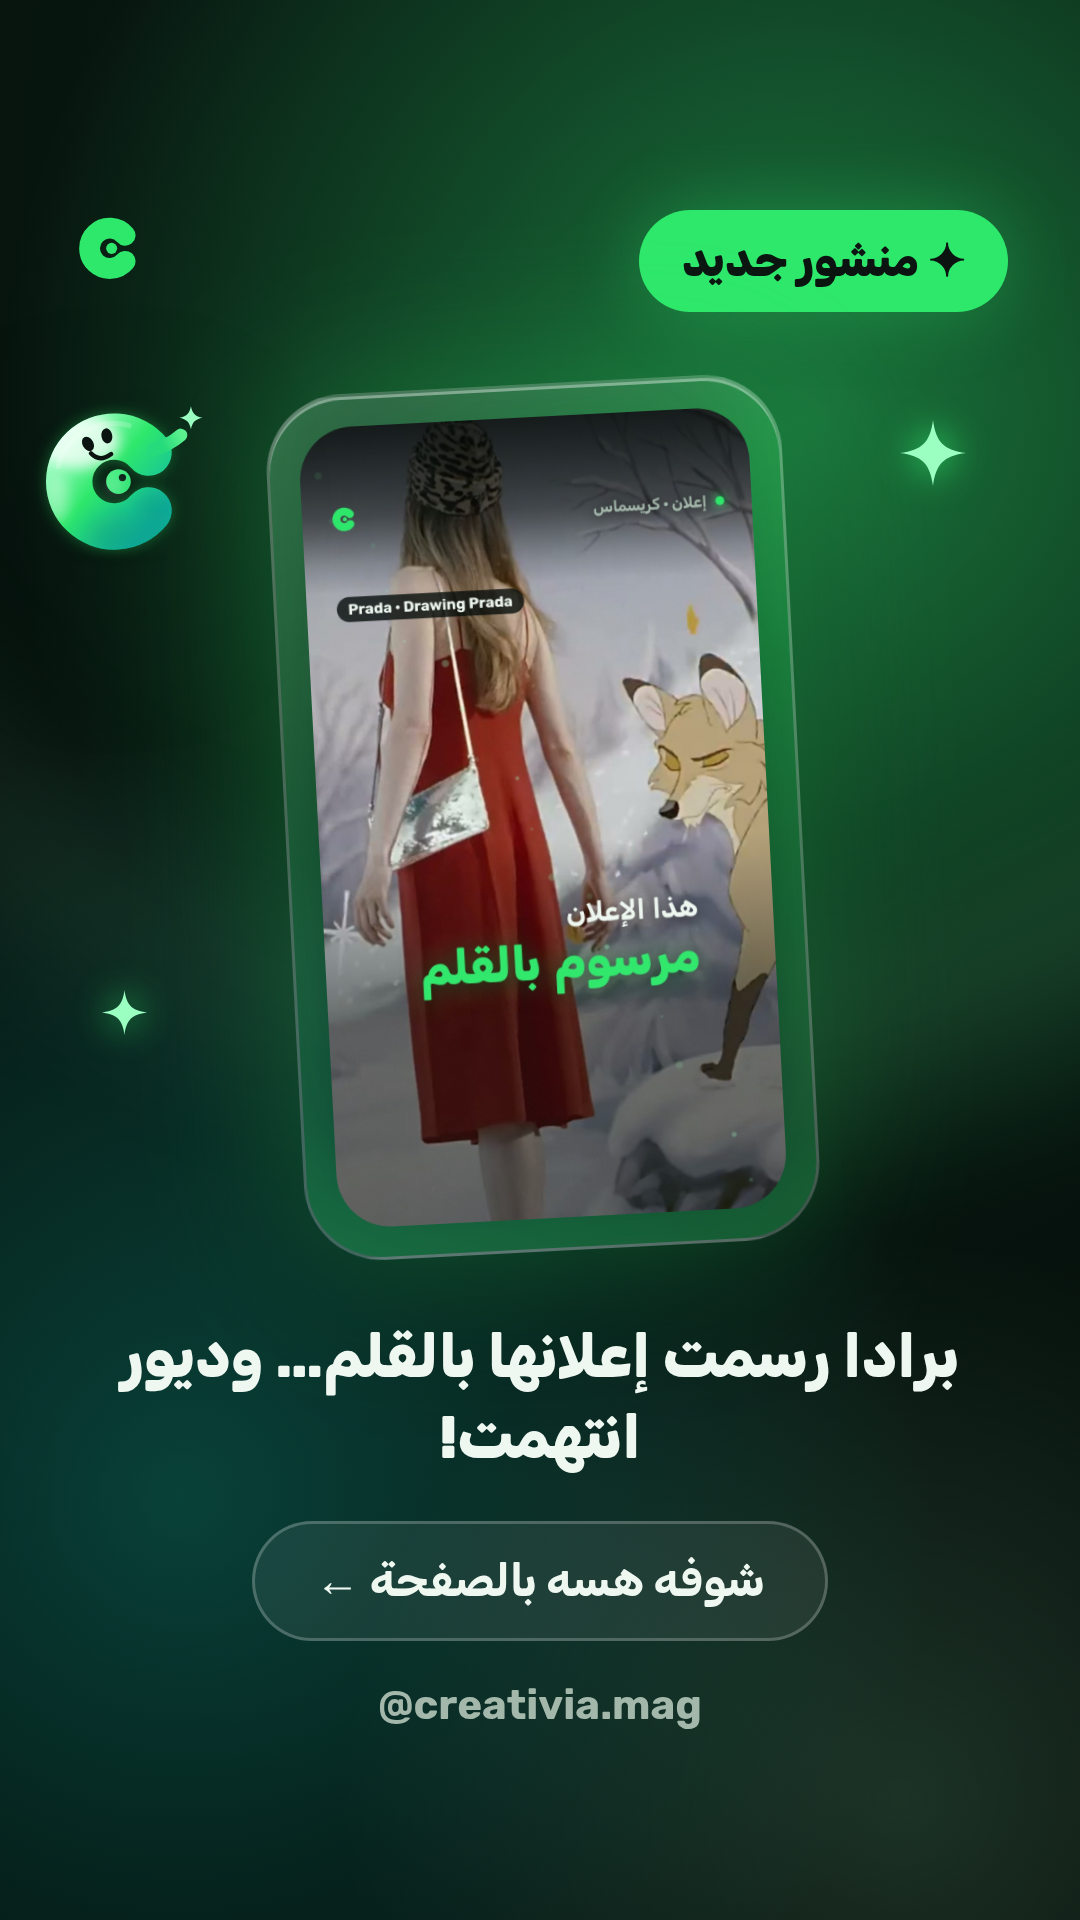 ✦ منشور جديد
إعلان • كريسماس
Prada • Drawing Prada
هذا الإعلان
مرسوم بالقلم
برادا رسمت إعلانها بالقلم... وديور
انتهمت!
شوفه هسه بالصفحة ←
@creativia.mag